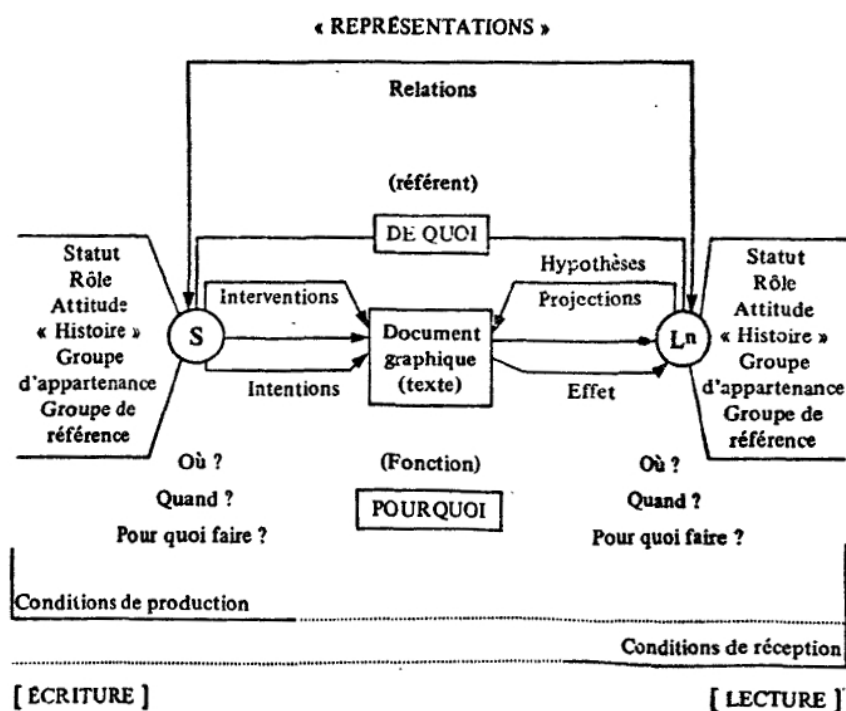 « REPRÉSENTATIONS »
Relations
(référent)
DE QUOI
Statut
Rôle
Attitude
« Histoire »
Groupe
d'appartenance
Groupe de
référence
S
Interventions
Intentions
Document
graphique
(texte)
Hypothèses
Projections
Effet
Lⁿ
Statut
Rôle
Attitude
« Histoire »
Groupe
d'appartenance
Groupe de
référence
Où ?
Quand ?
Pour quoi faire ?
(Fonction)
POURQUOI
Où ?
Quand ?
Pour quoi faire ?
Conditions de production
Conditions de réception
[ ÉCRITURE ]
[ LECTURE ]